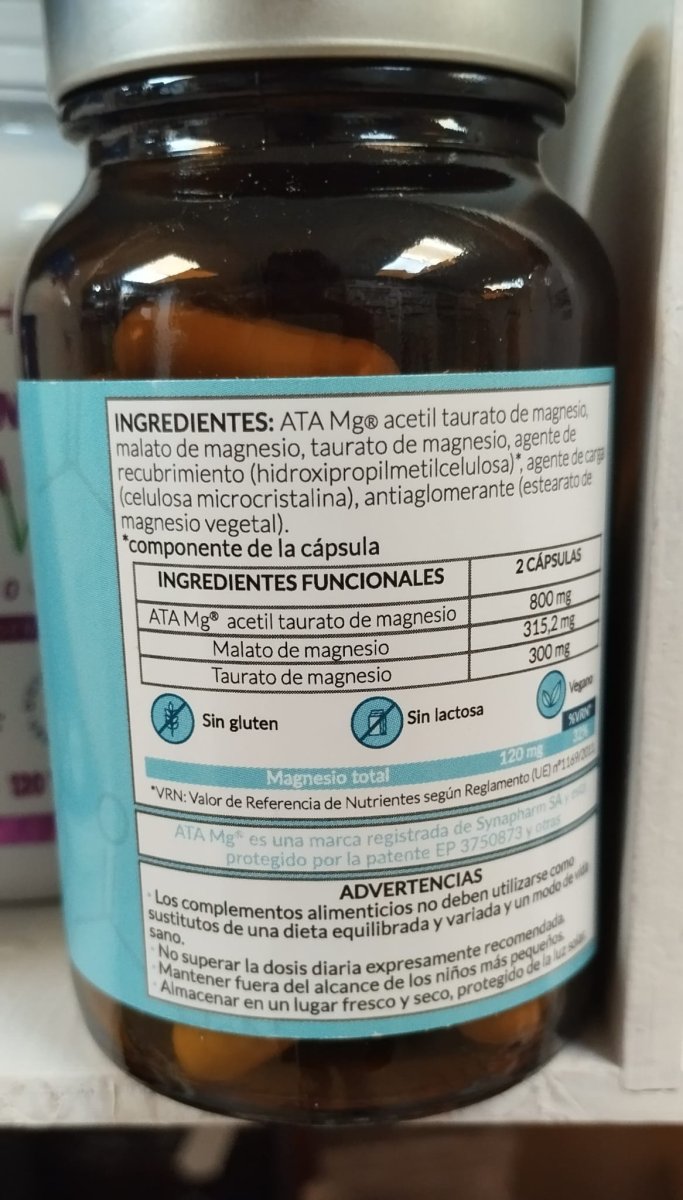 INGREDIENTES: ATA Mg® acetil taurato de magnesio,
malato de magnesio, taurato de magnesio, agente de
recubrimiento (hidroxipropilmetilcelulosa)*, agente de carga
(celulosa microcristalina), antiaglomerante (estearato de
magnesio vegetal).
*componente de la cápsula
INGREDIENTES FUNCIONALES 2 CÁPSULAS
ATA Mg® acetil taurato de magnesio 800 mg
Malato de magnesio 315,2 mg
Taurato de magnesio 300 mg
Sin gluten Sin lactosa Vegano
%VRN*
Magnesio total 120 mg 32%
*VRN: Valor de Referencia de Nutrientes según Reglamento (UE) nº1169/2011
ATA Mg® es una marca registrada de Synapharm SA y está
protegido por la patente EP 3750873 y otras
ADVERTENCIAS
· Los complementos alimenticios no deben utilizarse como
sustitutos de una dieta equilibrada y variada y un modo de vida
sano.
· No superar la dosis diaria expresamente recomendada.
· Mantener fuera del alcance de los niños más pequeños.
· Almacenar en un lugar fresco y seco, protegido de la luz solar.
120